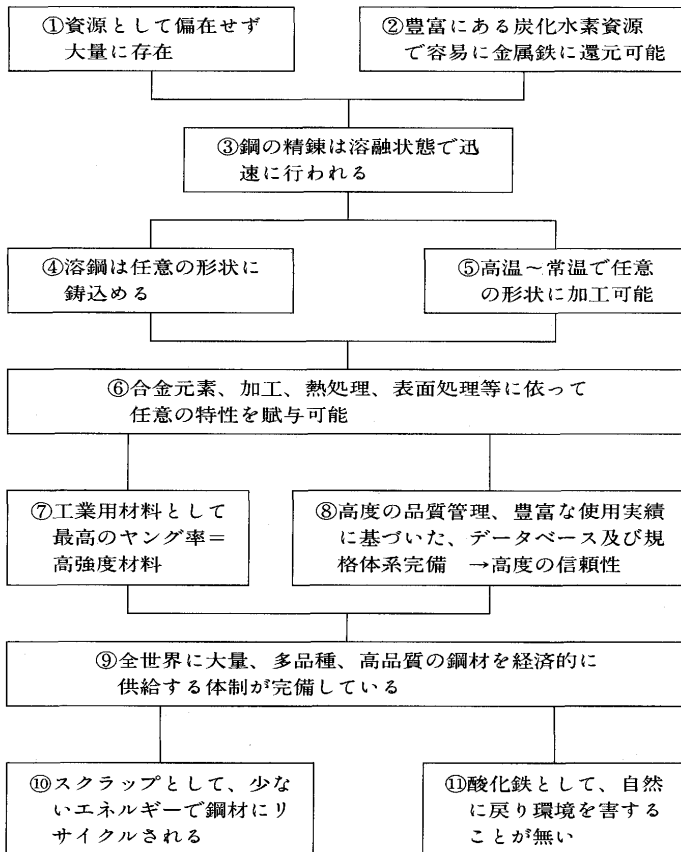 ①資源として偏在せず
大量に存在
②豊富にある炭化水素資源
で容易に金属鉄に還元可能
③鋼の精錬は溶融状態で迅
速に行われる
④溶鋼は任意の形状に
鋳込める
⑤高温～常温で任意
の形状に加工可能
⑥合金元素、加工、熱処理、表面処理等に依って
任意の特性を賦与可能
⑦工業用材料として
最高のヤング率＝
高強度材料
⑧高度の品質管理、豊富な使用実績
に基づいた、データベース及び規
格体系完備　→高度の信頼性
⑨全世界に大量、多品種、高品質の鋼材を経済的に
供給する体制が完備している
⑩スクラップとして、少な
いエネルギーで鋼材にリ
サイクルされる
⑪酸化鉄として、自然
に戻り環境を害する
ことが無い